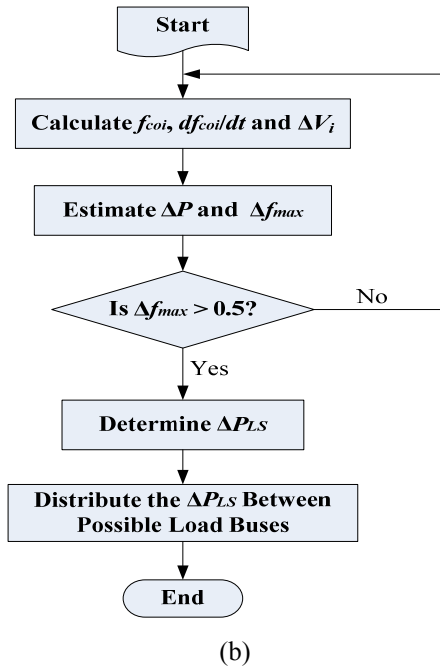 Start
Calculate fcoi, dfcoi/dt and ΔVi
Estimate ΔP and Δfmax
Is Δfmax > 0.5?
No
Yes
Determine ΔPLS
Distribute the ΔPLS Between
Possible Load Buses
End
(b)